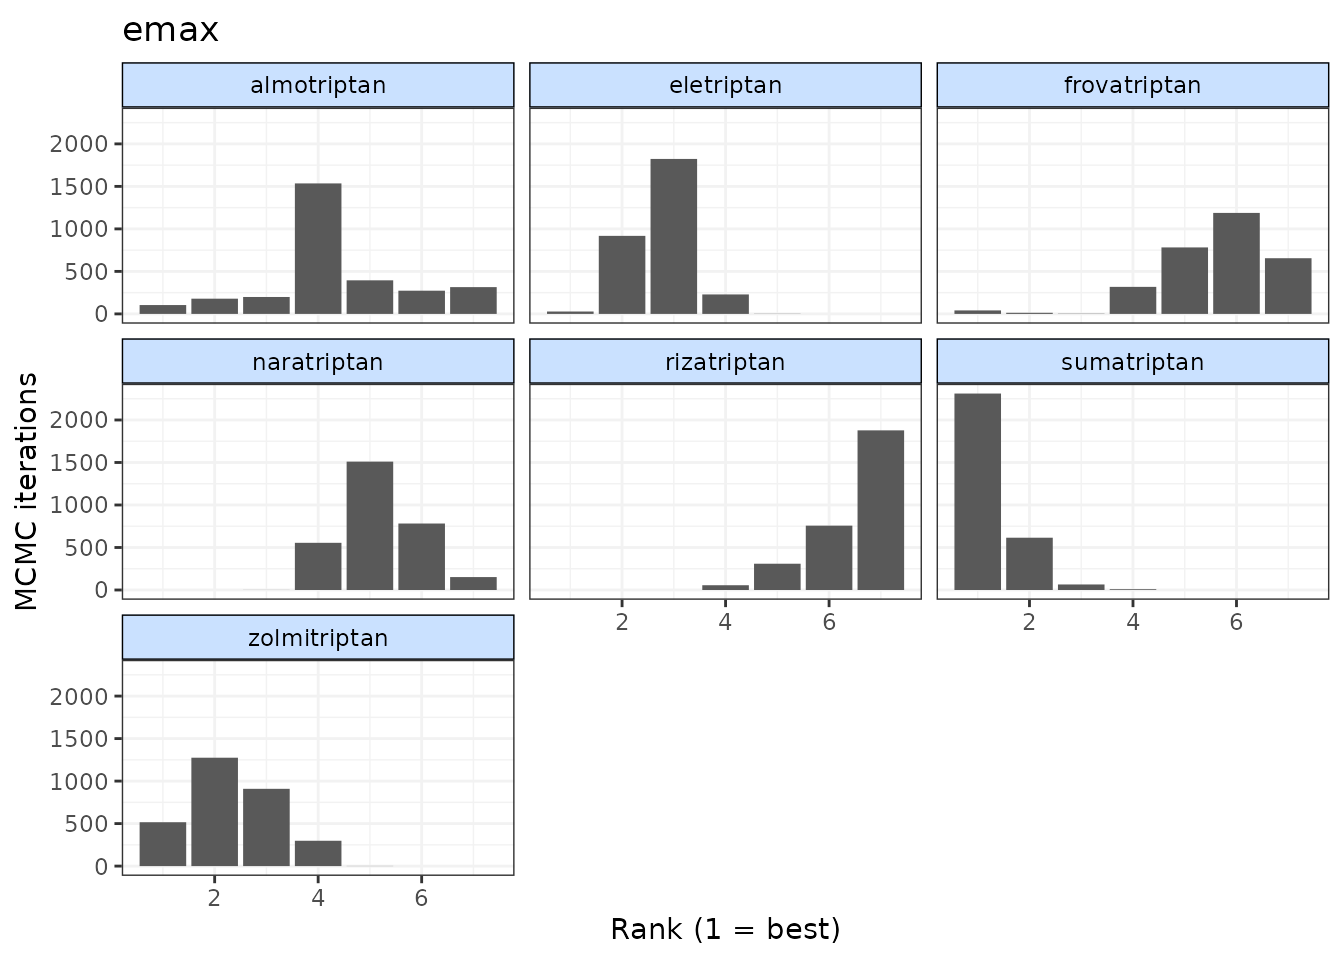 emax
almotriptan eletriptan frovatriptan
2000
1500
1000
500
0
naratriptan rizatriptan sumatriptan
2000
1500
1000
500
0
2 4 6 2 4 6
zolmitriptan
2000
1500
1000
500
0
2 4 6
MCMC iterations
Rank (1 = best)